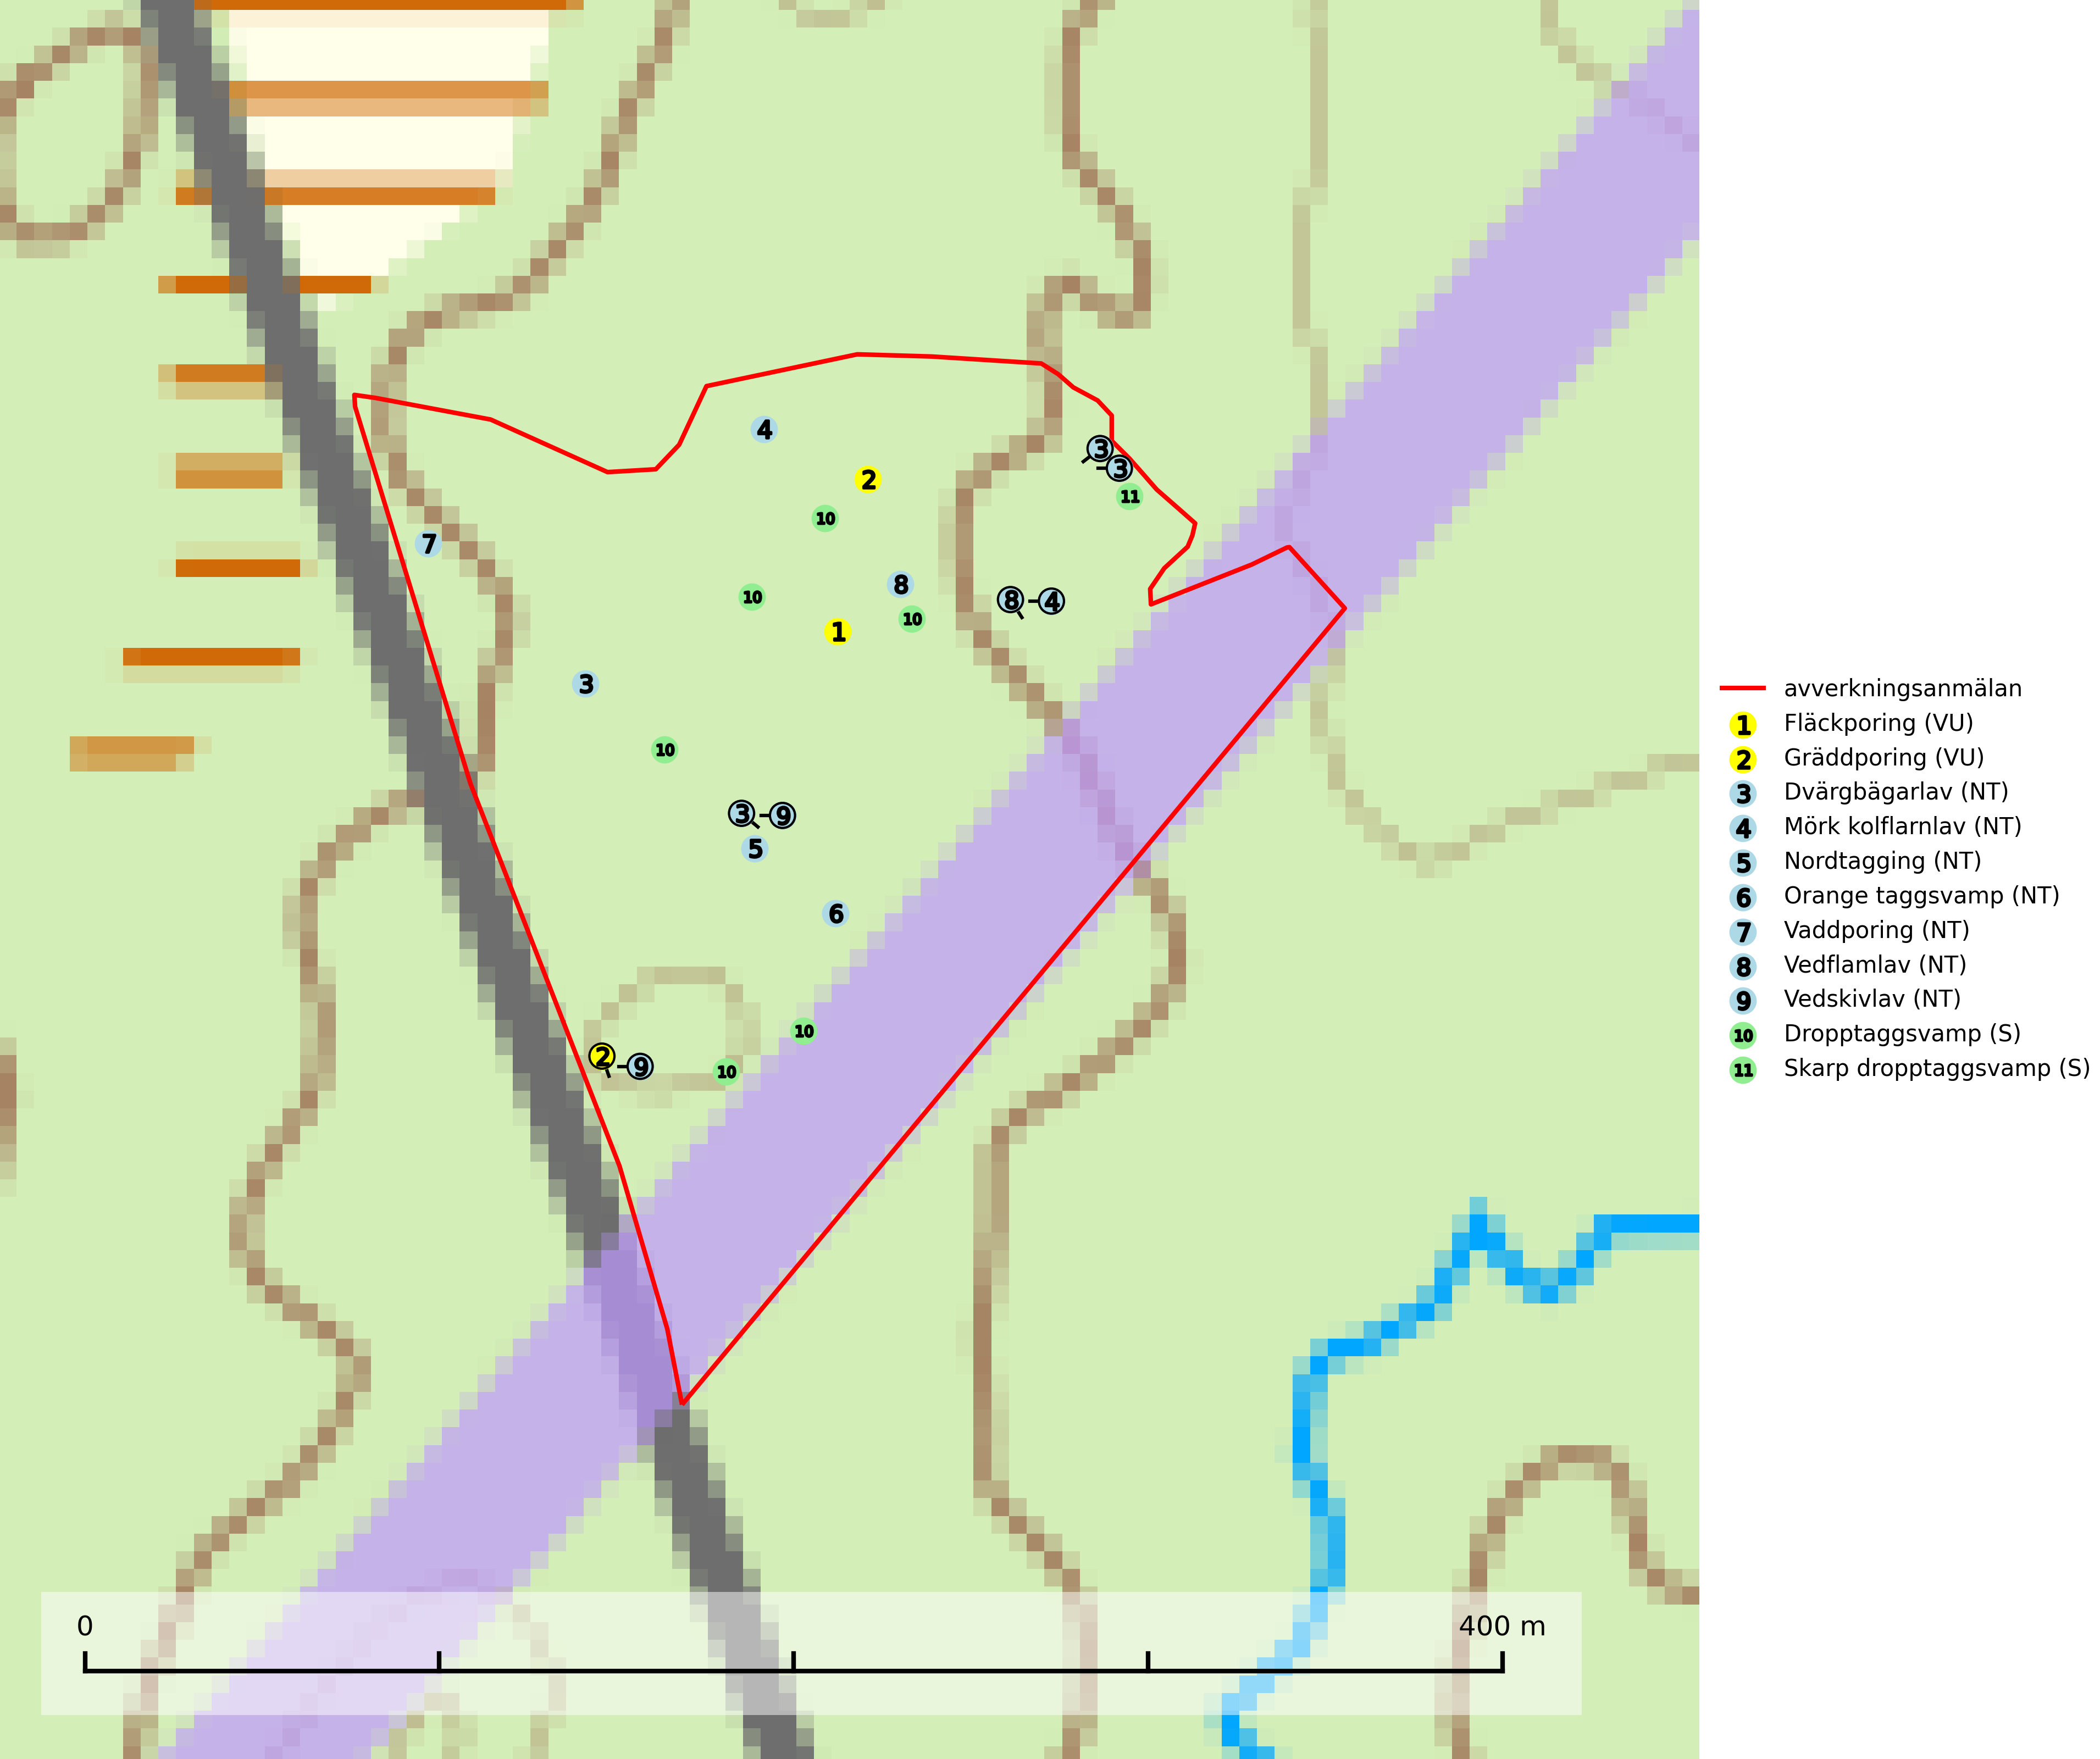 4
3
2
3
10
11
7
8
10
8 4
10
1
3
10
3 9
5
6
10
2
9
10
0
400 m
avverkningsanmälan
1 Fläckporing (VU)
2 Gräddporing (VU)
3 Dvärgbägarlav (NT)
4 Mörk kolflarnlav (NT)
5 Nordtagging (NT)
6 Orange taggsvamp (NT)
7 Vaddporing (NT)
8 Vedflamlav (NT)
9 Vedskivlav (NT)
10 Dropptaggsvamp (S)
11 Skarp dropptaggsvamp (S)